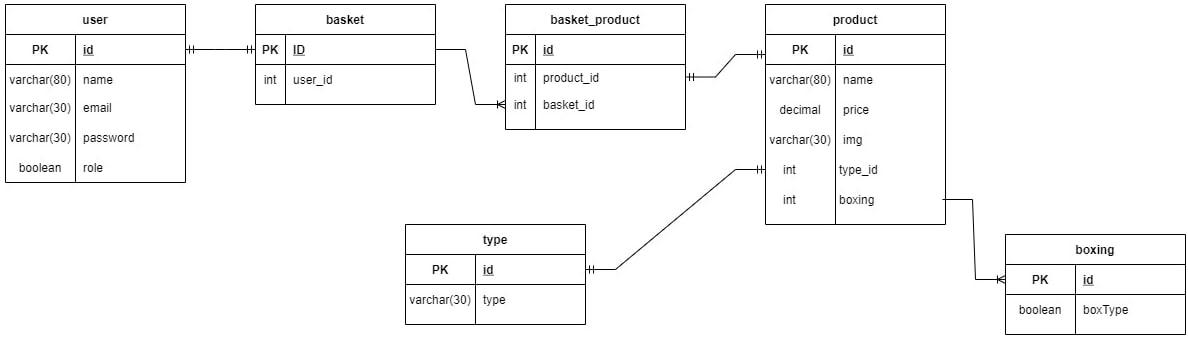 user
PK id
varchar(80) name
varchar(30) email
varchar(30) password
boolean role
basket
PK ID
int user_id
basket_product
PK id
int product_id
int basket_id
product
PK id
varchar(80) name
decimal price
varchar(30) img
int type_id
int boxing
type
PK id
varchar(30) type
boxing
PK id
boolean boxType